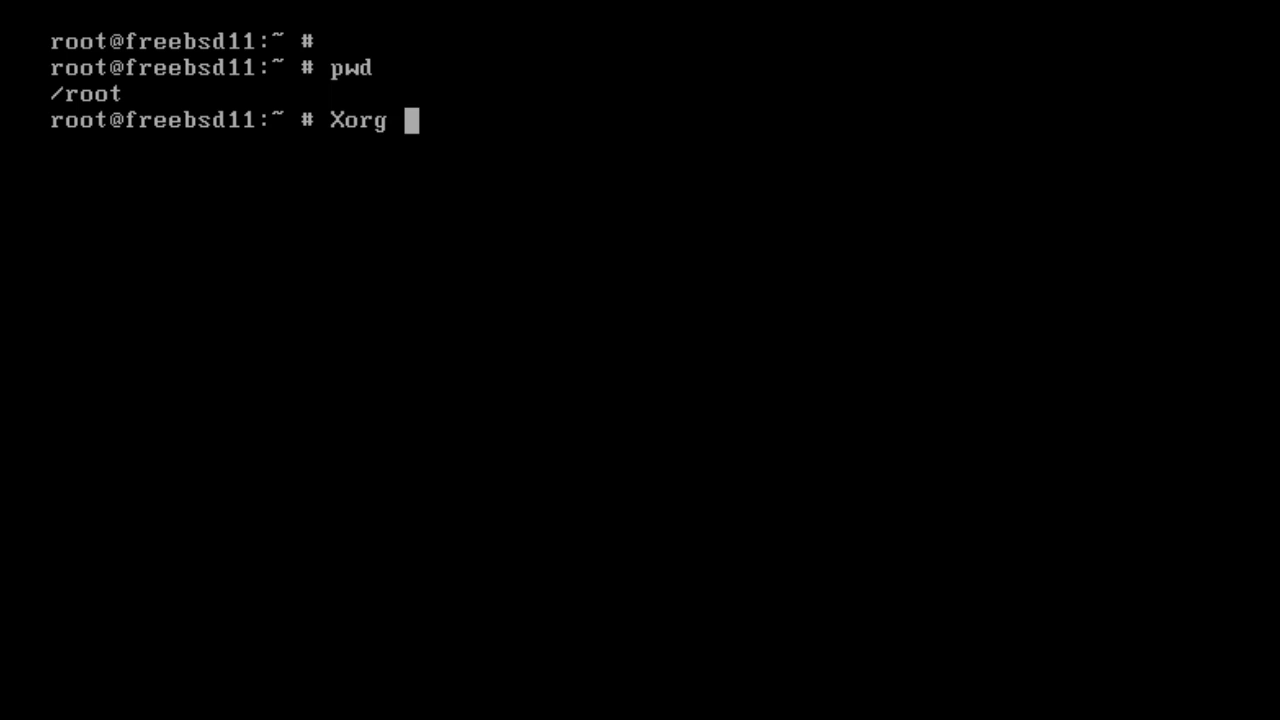 root@freebsd11:~ #
root@freebsd11:~ # pwd
/root
root@freebsd11:~ # Xorg